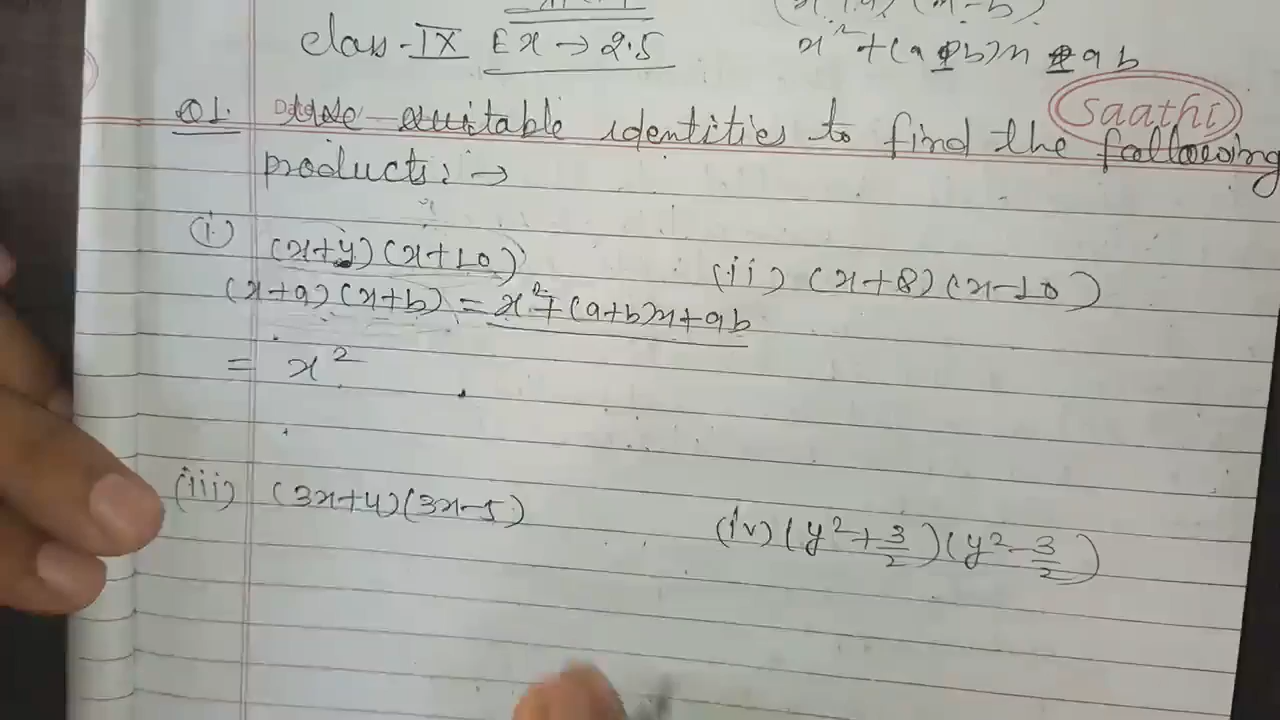 class-IX Ex → 2.5
x² + (a b)x ab
Saathi
Q1. Use suitable identities to find the following
products: →
(i) (x+4)(x+10)
(ii) (x+8)(x-10)
(x+a)(x+b) = x²+(a+b)x+ab
= x²
(iii) (3x+4)(3x-5)
(iv) (y²+3/2)(y²-3/2)